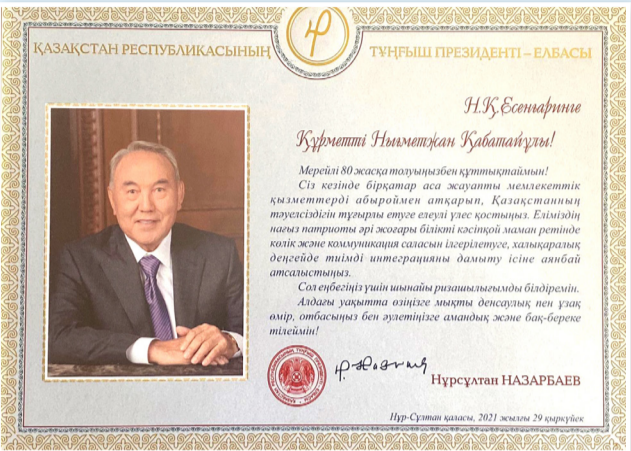 ҚАЗАҚСТАН РЕСПУБЛИКАСЫНЫҢ ТҰҢҒЫШ ПРЕЗИДЕНТІ – ЕЛБАСЫ
Н.Қ.Есенғаринге
Құрметті Нығметжан Қабатайұлы!
Мерейлі 80 жасқа толуыңызбен құттықтаймын!
Сіз кезінде бірқатар аса жауапты мемлекеттік
қызметтерді абыроймен атқарып, Қазақстанның
тәуелсіздігін тұғырлы етуге елеулі үлес қостыңыз. Еліміздің
нағыз патриоты әрі жоғары білікті кәсіпқой маман ретінде
көлік және коммуникация саласын ілгерілетуге, халықаралық
деңгейде тиімді интеграцияны дамыту ісіне аянбай
атсалыстыңыз.
Сол еңбегіңіз үшін шынайы ризашылығымды білдіремін.
Алдағы уақытта өзіңізге мықты денсаулық пен ұзақ
өмір, отбасыңыз бен әулетіңізге амандық және бақ-береке
тілеймін!
Нұрсұлтан НАЗАРБАЕВ
Нұр-Сұлтан қаласы, 2021 жылғы 29 қыркүйек